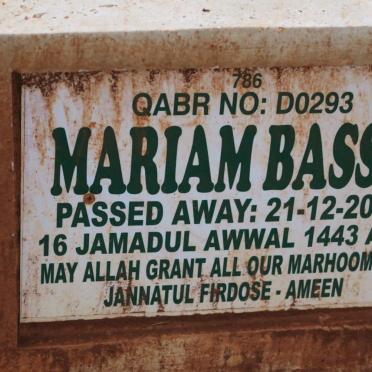 786
QABR NO: D0293
MARIAM BASS
PASSED AWAY: 21-12-20
16 JAMADUL AWWAL 1443 A
MAY ALLAH GRANT ALL OUR MARHOOM
JANNATUL FIRDOSE - AMEEN